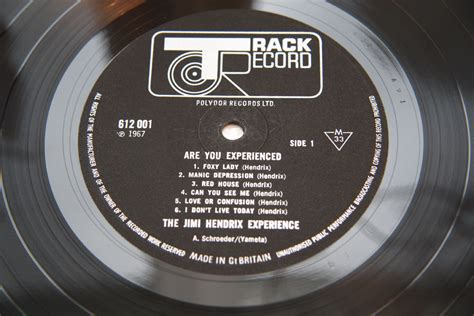 TRACK
RECORD
POLYDOR RECORDS LTD.
612 001
℗ 1967
SIDE 1
M
33
ARE YOU EXPERIENCED
1. FOXY LADY (Hendrix)
2. MANIC DEPRESSION (Hendrix)
3. RED HOUSE (Hendrix)
4. CAN YOU SEE ME (Hendrix)
5. LOVE OR CONFUSION (Hendrix)
6. I DON'T LIVE TODAY (Hendrix)
THE JIMI HENDRIX EXPERIENCE
A. Schroeder/(Yameta)
MADE IN Gt BRITAIN
ALL RIGHTS OF THE MANUFACTURER AND OF THE OWNER OF THE RECORDED WORK RESERVED
UNAUTHORISED PUBLIC PERFORMANCE BROADCASTING AND COPYING OF THIS RECORD PROHIBITED